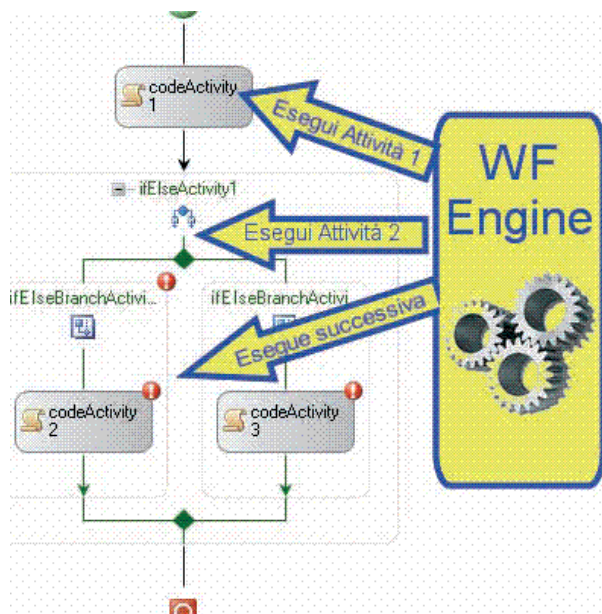 codeActivity
1
Esegui Attività 1
WF
Engine
ifElseActivity1
Esegui Attività 2
ifElseBranchActivi...
ifElseBranchActivi
Esegue successiva
codeActivity
2
codeActivity
3